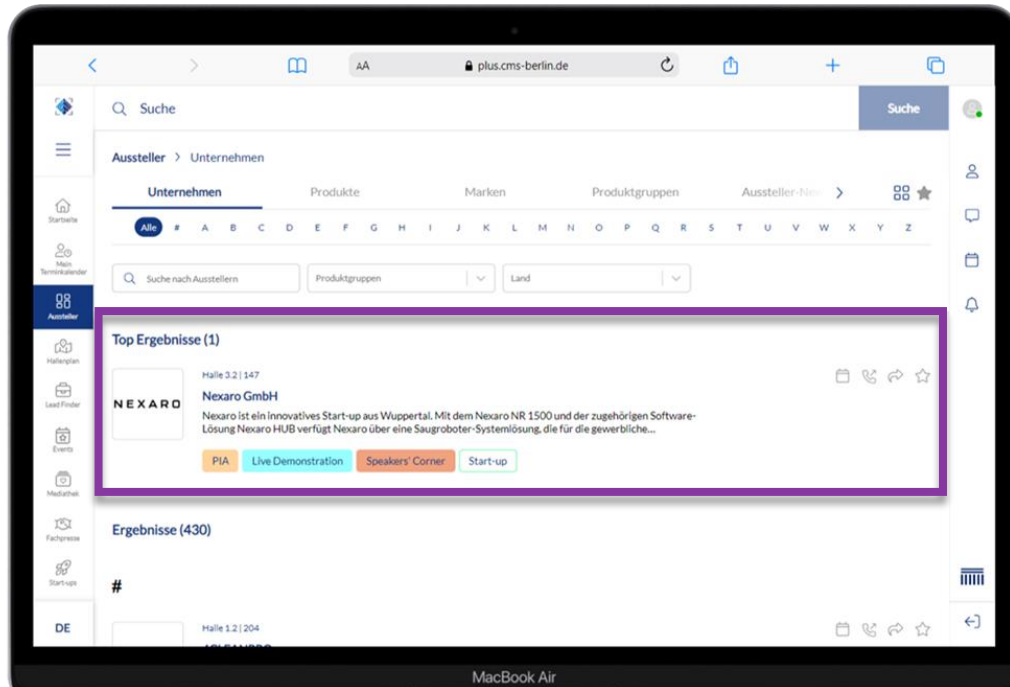 AA
plus.cms-berlin.de
Suche
Suche
Aussteller > Unternehmen
Unternehmen
Produkte
Marken
Produktgruppen
Startseite
Alle # A B C D E F G H I J K L M N O P Q R S T U V W X Y Z
Mein
Terminkalender
Suche nach Ausstellern
Produktgruppen
Land
Aussteller
Top Ergebnisse (1)
Hallenplan
Halle 3.2 | 147
Nexaro GmbH
NEXARO
Nexaro ist ein innovatives Start-up aus Wuppertal. Mit dem Nexaro NR 1500 und der zugehörigen Software-
Lösung Nexaro HUB verfügt Nexaro über eine Saugroboter-Systemlösung, die für die gewerbliche...
Lead Finder
Events
PIA
Live Demonstration
Speakers' Corner
Start-up
Mediathek
Fachpresse
Ergebnisse (430)
Start-ups
#
DE
Halle 1.2 | 204
MacBook Air